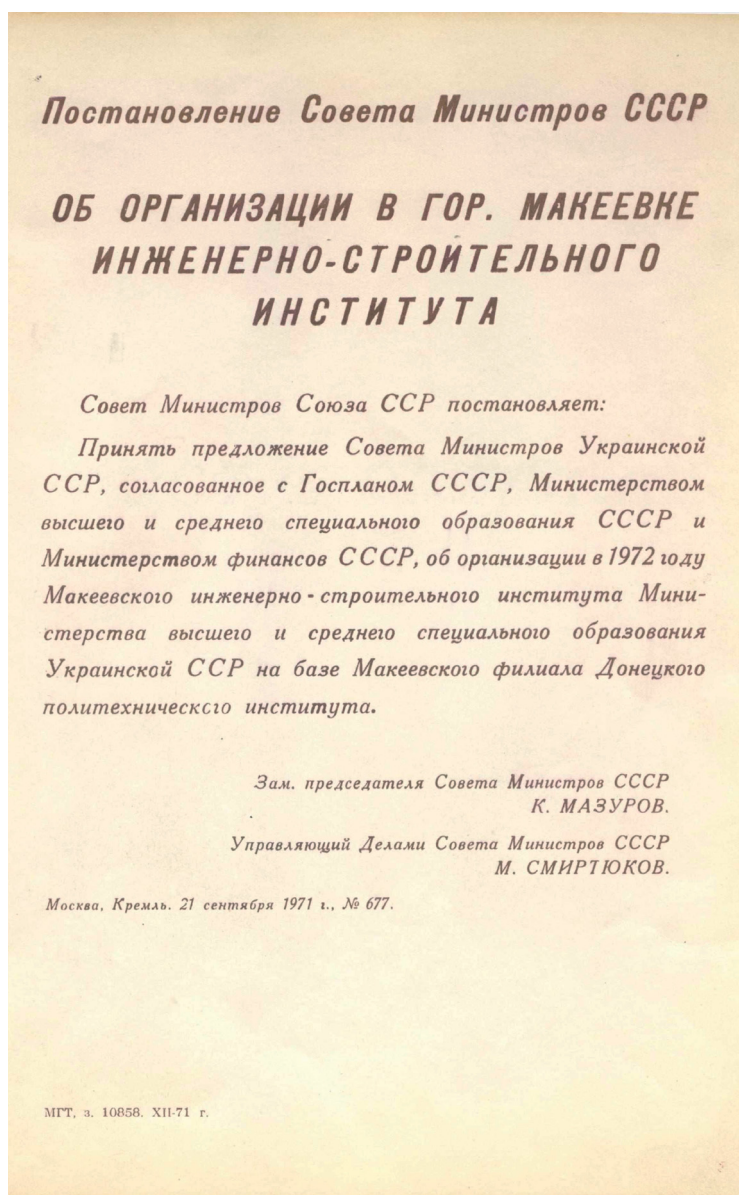 Постановление Совета Министров СССР
ОБ ОРГАНИЗАЦИИ В ГОР. МАКЕЕВКЕ
ИНЖЕНЕРНО-СТРОИТЕЛЬНОГО
ИНСТИТУТА
Совет Министров Союза ССР постановляет:
Принять предложение Совета Министров Украинской
ССР, согласованное с Госпланом СССР, Министерством
высшего и среднего специального образования СССР и
Министерством финансов СССР, об организации в 1972 году
Макеевского инженерно-строительного института Мини-
стерства высшего и среднего специального образования
Украинской ССР на базе Макеевского филиала Донецкого
политехнического института.
Зам. председателя Совета Министров СССР
К. МАЗУРОВ.
Управляющий Делами Совета Министров СССР
М. СМИРТЮКОВ.
Москва, Кремль. 21 сентября 1971 г., № 677.
МГТ, з. 10858. XII-71 г.